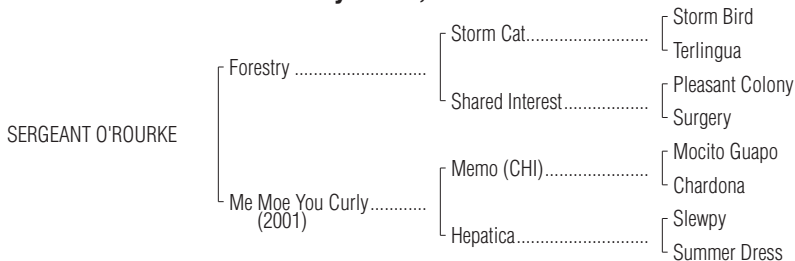 Storm Bird
Storm Cat..............................
Terlingua
Forestry ............................
Pleasant Colony
Shared Interest.....................
Surgery
SERGEANT O'ROURKE
Mocito Guapo
Memo (CHI)..........................
Chardona
Me Moe You Curly............
(2001)
Slewpy
Hepatica.................................
Summer Dress